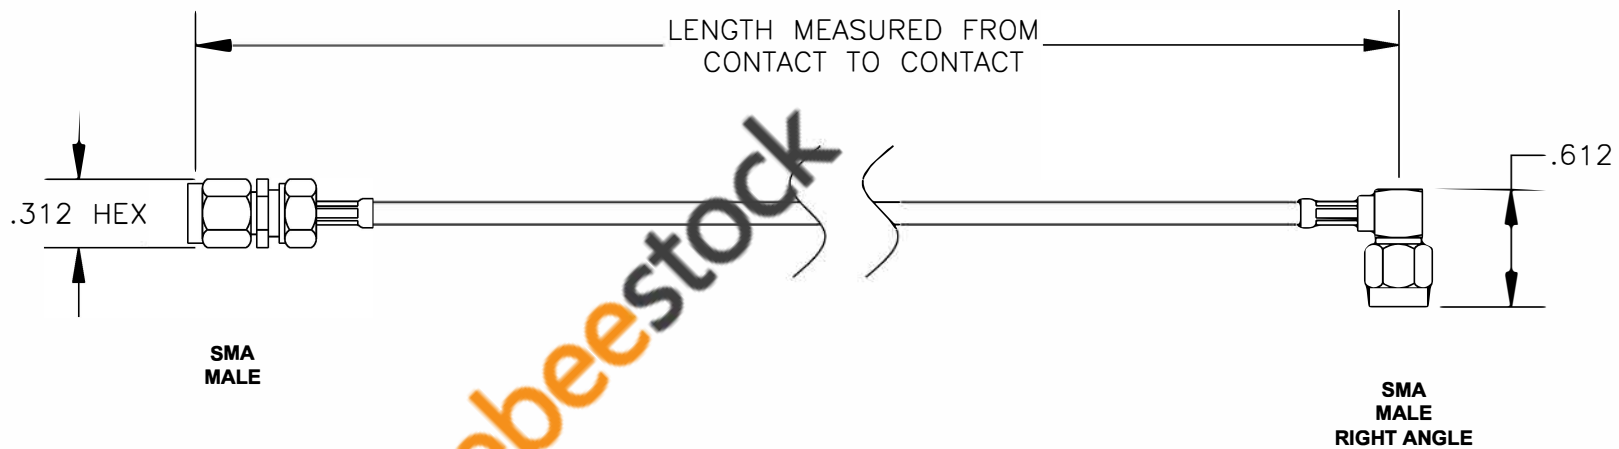 LENGTH MEASURED FROM
CONTACT TO CONTACT
.612
.312 HEX
beestock
SMA
MALE
SMA
MALE
RIGHT ANGLE